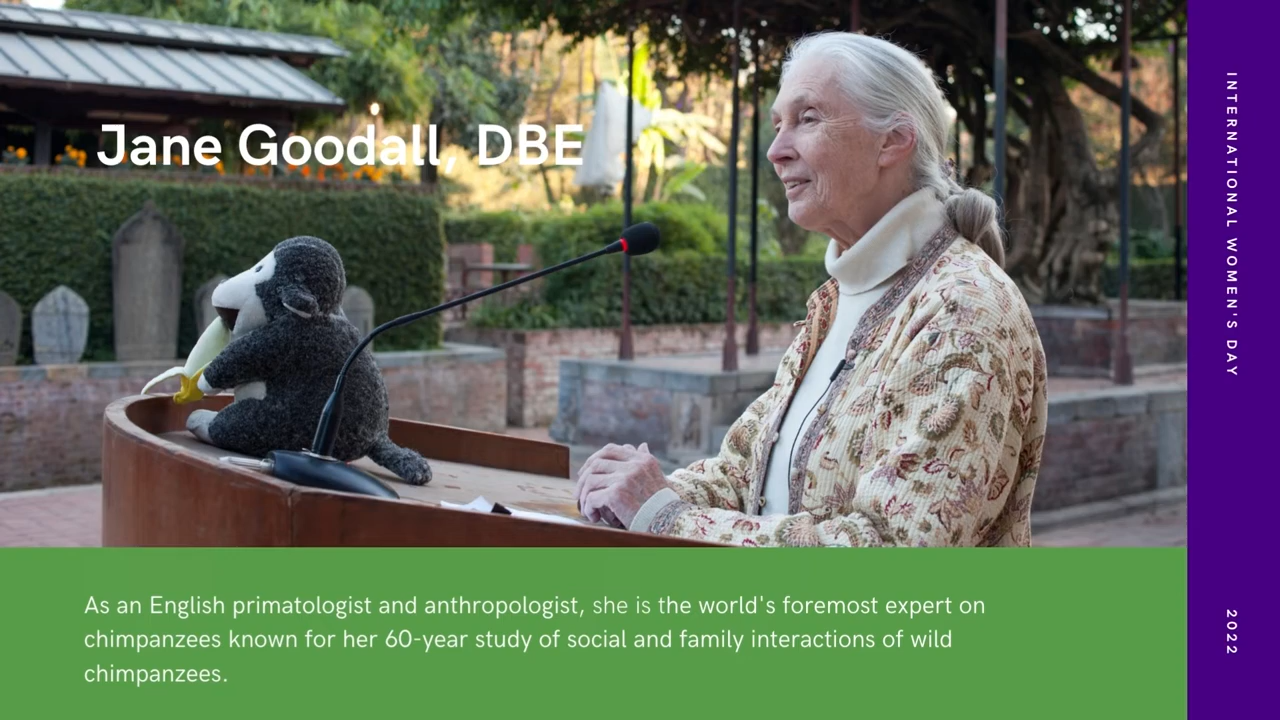 Jane Goodall, DBE
As an English primatologist and anthropologist, she is the world's foremost expert on
chimpanzees known for her 60-year study of social and family interactions of wild
chimpanzees.
INTERNATIONAL WOMEN'S DAY
2022